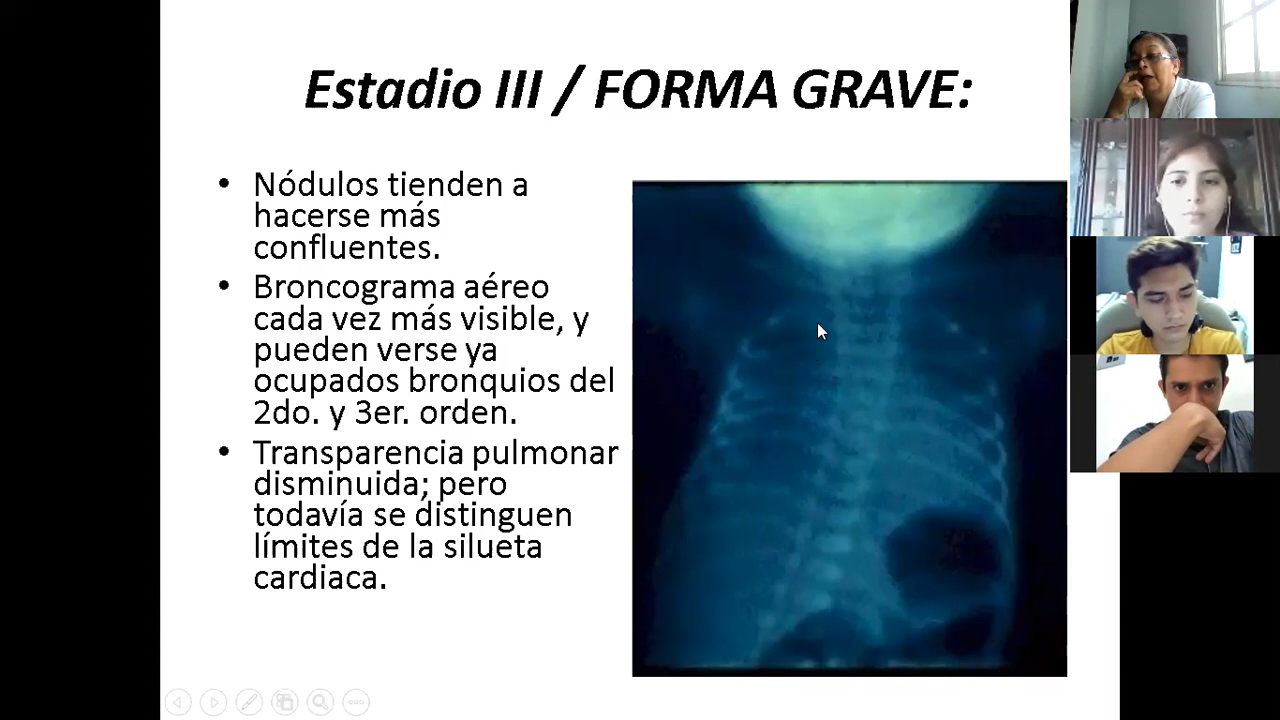 Estadio III / FORMA GRAVE:
• Nódulos tienden a
hacerse más
confluentes.
• Broncograma aéreo
cada vez más visible, y
pueden verse ya
ocupados bronquios del
2do. y 3er. orden.
• Transparencia pulmonar
disminuida; pero
todavía se distinguen
límites de la silueta
cardiaca.